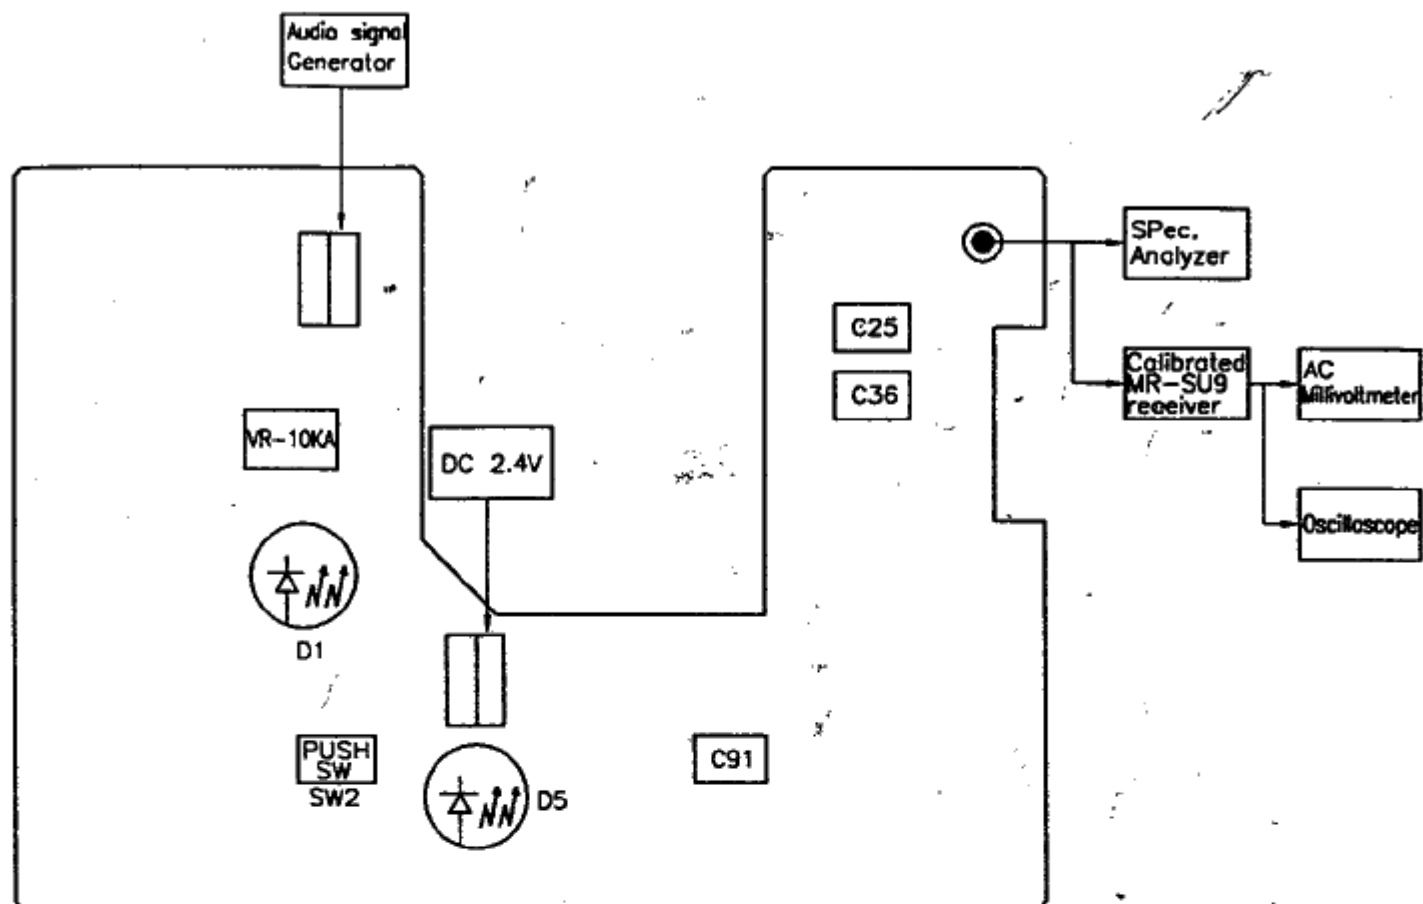 Audio signal
Generator
SPec.
Analyzer
C25
Calibrated
MR-SU9
receiver
AC
Millivoltmeter
C36
VR-10KA
DC 2.4V
Oscilloscope
D1
PUSH
SW
SW2
D5
C91